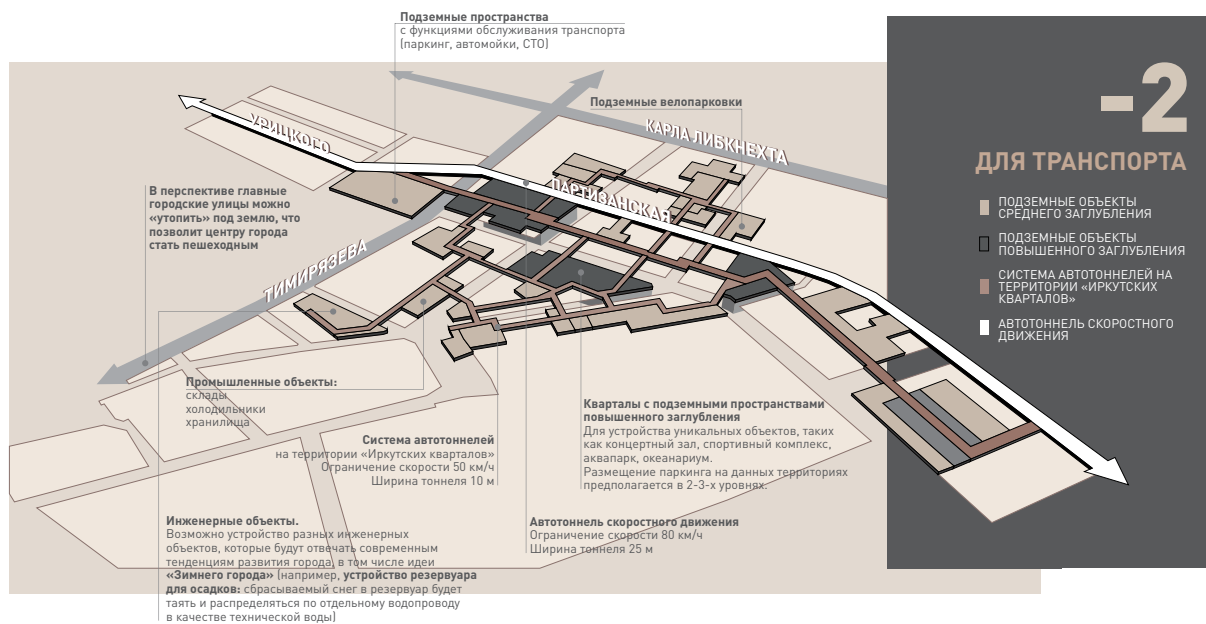 Подземные пространства
с функциями обслуживания транспорта
(паркинг, автомойки, СТО)
Подземные велопарковки
УРИЦКОГО
КАРЛА ЛИБКНЕХТА
ПАРТИЗАНСКАЯ
ТИМИРЯЗЕВА
В перспективе главные
городские улицы можно
«утопить» под землю, что
позволит центру города
стать пешеходным
Промышленные объекты:
склады
холодильники
хранилища
Система автотоннелей
на территории «Иркутских кварталов»
Ограничение скорости 50 км/ч
Ширина тоннеля 10 м
Кварталы с подземными пространствами
повышенного заглубления
Для устройства уникальных объектов, таких
как концертный зал, спортивный комплекс,
аквапарк, океанариум.
Размещение паркинга на данных территориях
предполагается в 2-3-х уровнях.
Инженерные объекты.
Возможно устройство разных инженерных
объектов, которые будут отвечать современным
тенденциям развития города, в том числе идеи
«Зимнего города» (например, устройство резервуара
для осадков: сбрасываемый снег в резервуар будет
таять и распределяться по отдельному водопроводу
в качестве технической воды)
Автотоннель скоростного движения
Ограничение скорости 80 км/ч
Ширина тоннеля 25 м
-2
ДЛЯ ТРАНСПОРТА
ПОДЗЕМНЫЕ ОБЪЕКТЫ
СРЕДНЕГО ЗАГЛУБЛЕНИЯ
ПОДЗЕМНЫЕ ОБЪЕКТЫ
ПОВЫШЕННОГО ЗАГЛУБЛЕНИЯ
СИСТЕМА АВТОТОННЕЛЕЙ НА
ТЕРРИТОРИИ «ИРКУТСКИХ
КВАРТАЛОВ»
АВТОТОННЕЛЬ СКОРОСТНОГО
ДВИЖЕНИЯ